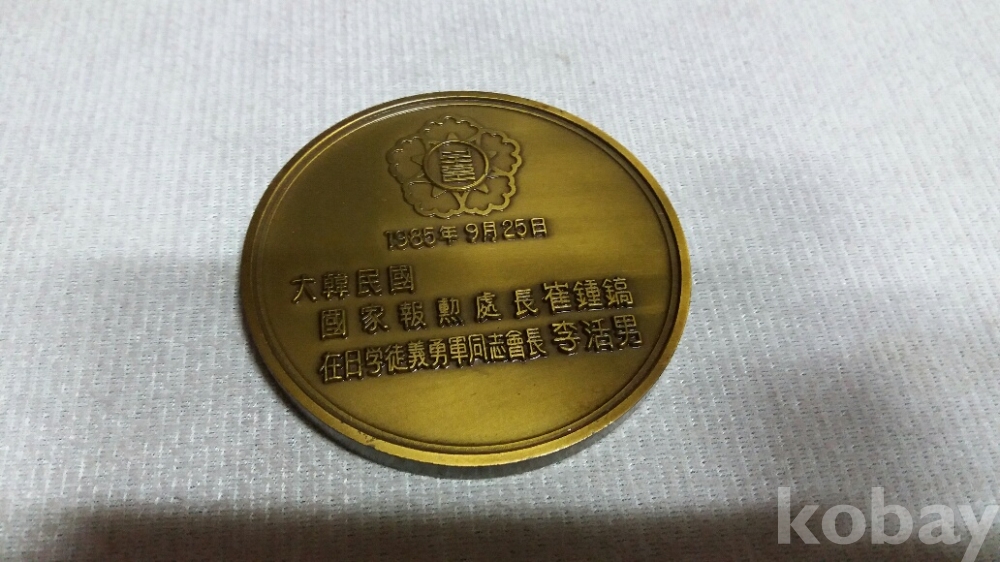 1985年 9月 25日
大韓民國
國家報勲處長 崔鍾鎬
在日学徒義勇軍同志會長 李活男
kobay